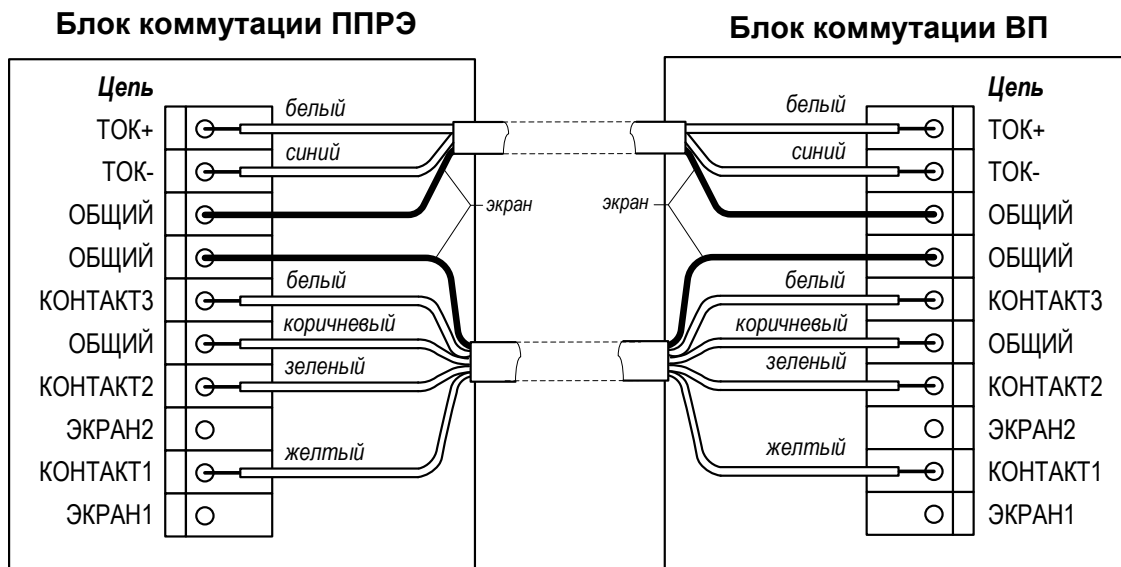 Блок коммутации ППРЭ
Блок коммутации ВП
Цепь
ТОК+
ТОК-
ОБЩИЙ
ОБЩИЙ
КОНТАКТ3
ОБЩИЙ
КОНТАКТ2
ЭКРАН2
КОНТАКТ1
ЭКРАН1
белый
синий
экран
белый
коричневый
зеленый
желтый
белый
синий
экран
белый
коричневый
зеленый
желтый
Цепь
ТОК+
ТОК-
ОБЩИЙ
ОБЩИЙ
КОНТАКТ3
ОБЩИЙ
КОНТАКТ2
ЭКРАН2
КОНТАКТ1
ЭКРАН1